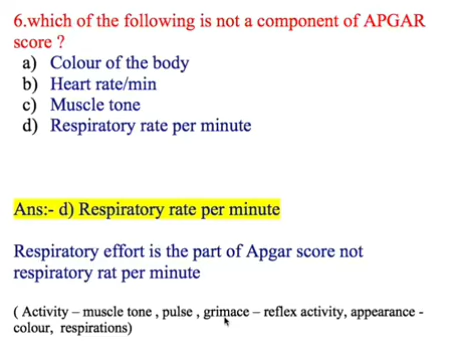 6.which of the following is not a component of APGAR
score ?
a) Colour of the body
b) Heart rate/min
c) Muscle tone
d) Respiratory rate per minute
Ans:- d) Respiratory rate per minute
Respiratory effort is the part of Apgar score not
respiratory rat per minute
( Activity – muscle tone , pulse , grimace – reflex activity, appearance -
colour, respirations)